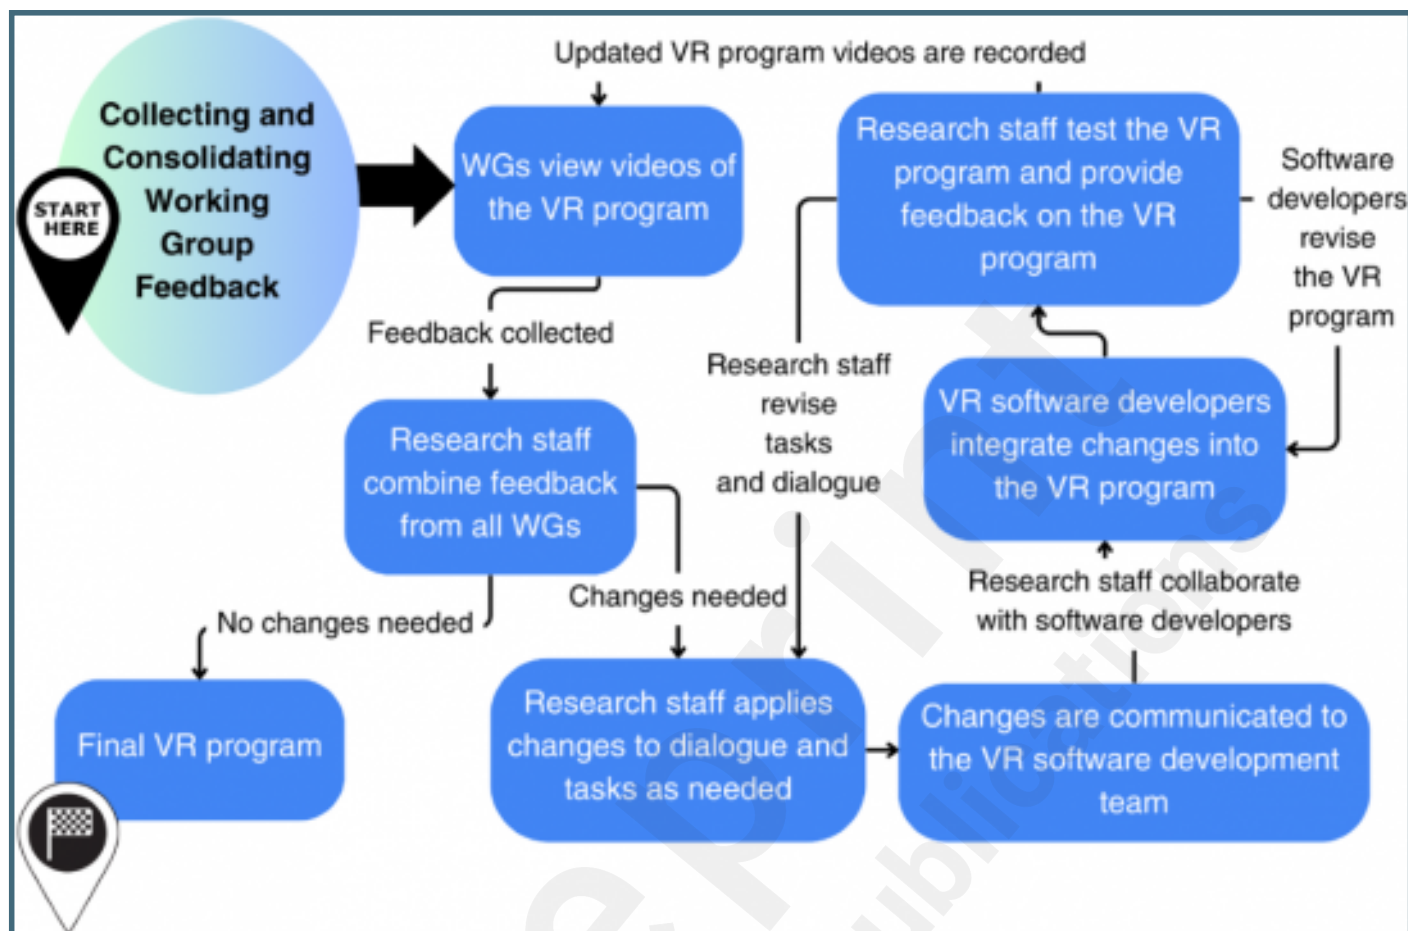 Collecting and
Consolidating
Working
Group
Feedback
START
HERE
Updated VR program videos are recorded
WGs view videos of
the VR program
Feedback collected
Research staff
combine feedback
from all WGs
No changes needed
Final VR program
Changes needed
Research staff applies
changes to dialogue and
tasks as needed
Changes are communicated to
the VR software development
team
Research staff collaborate
with software developers
VR software developers
integrate changes into
the VR program
Research staff test the VR
program and provide
feedback on the VR
program
Software
developers
revise
the VR
program
Research staff
revise
tasks
and dialogue
eprint
ublications